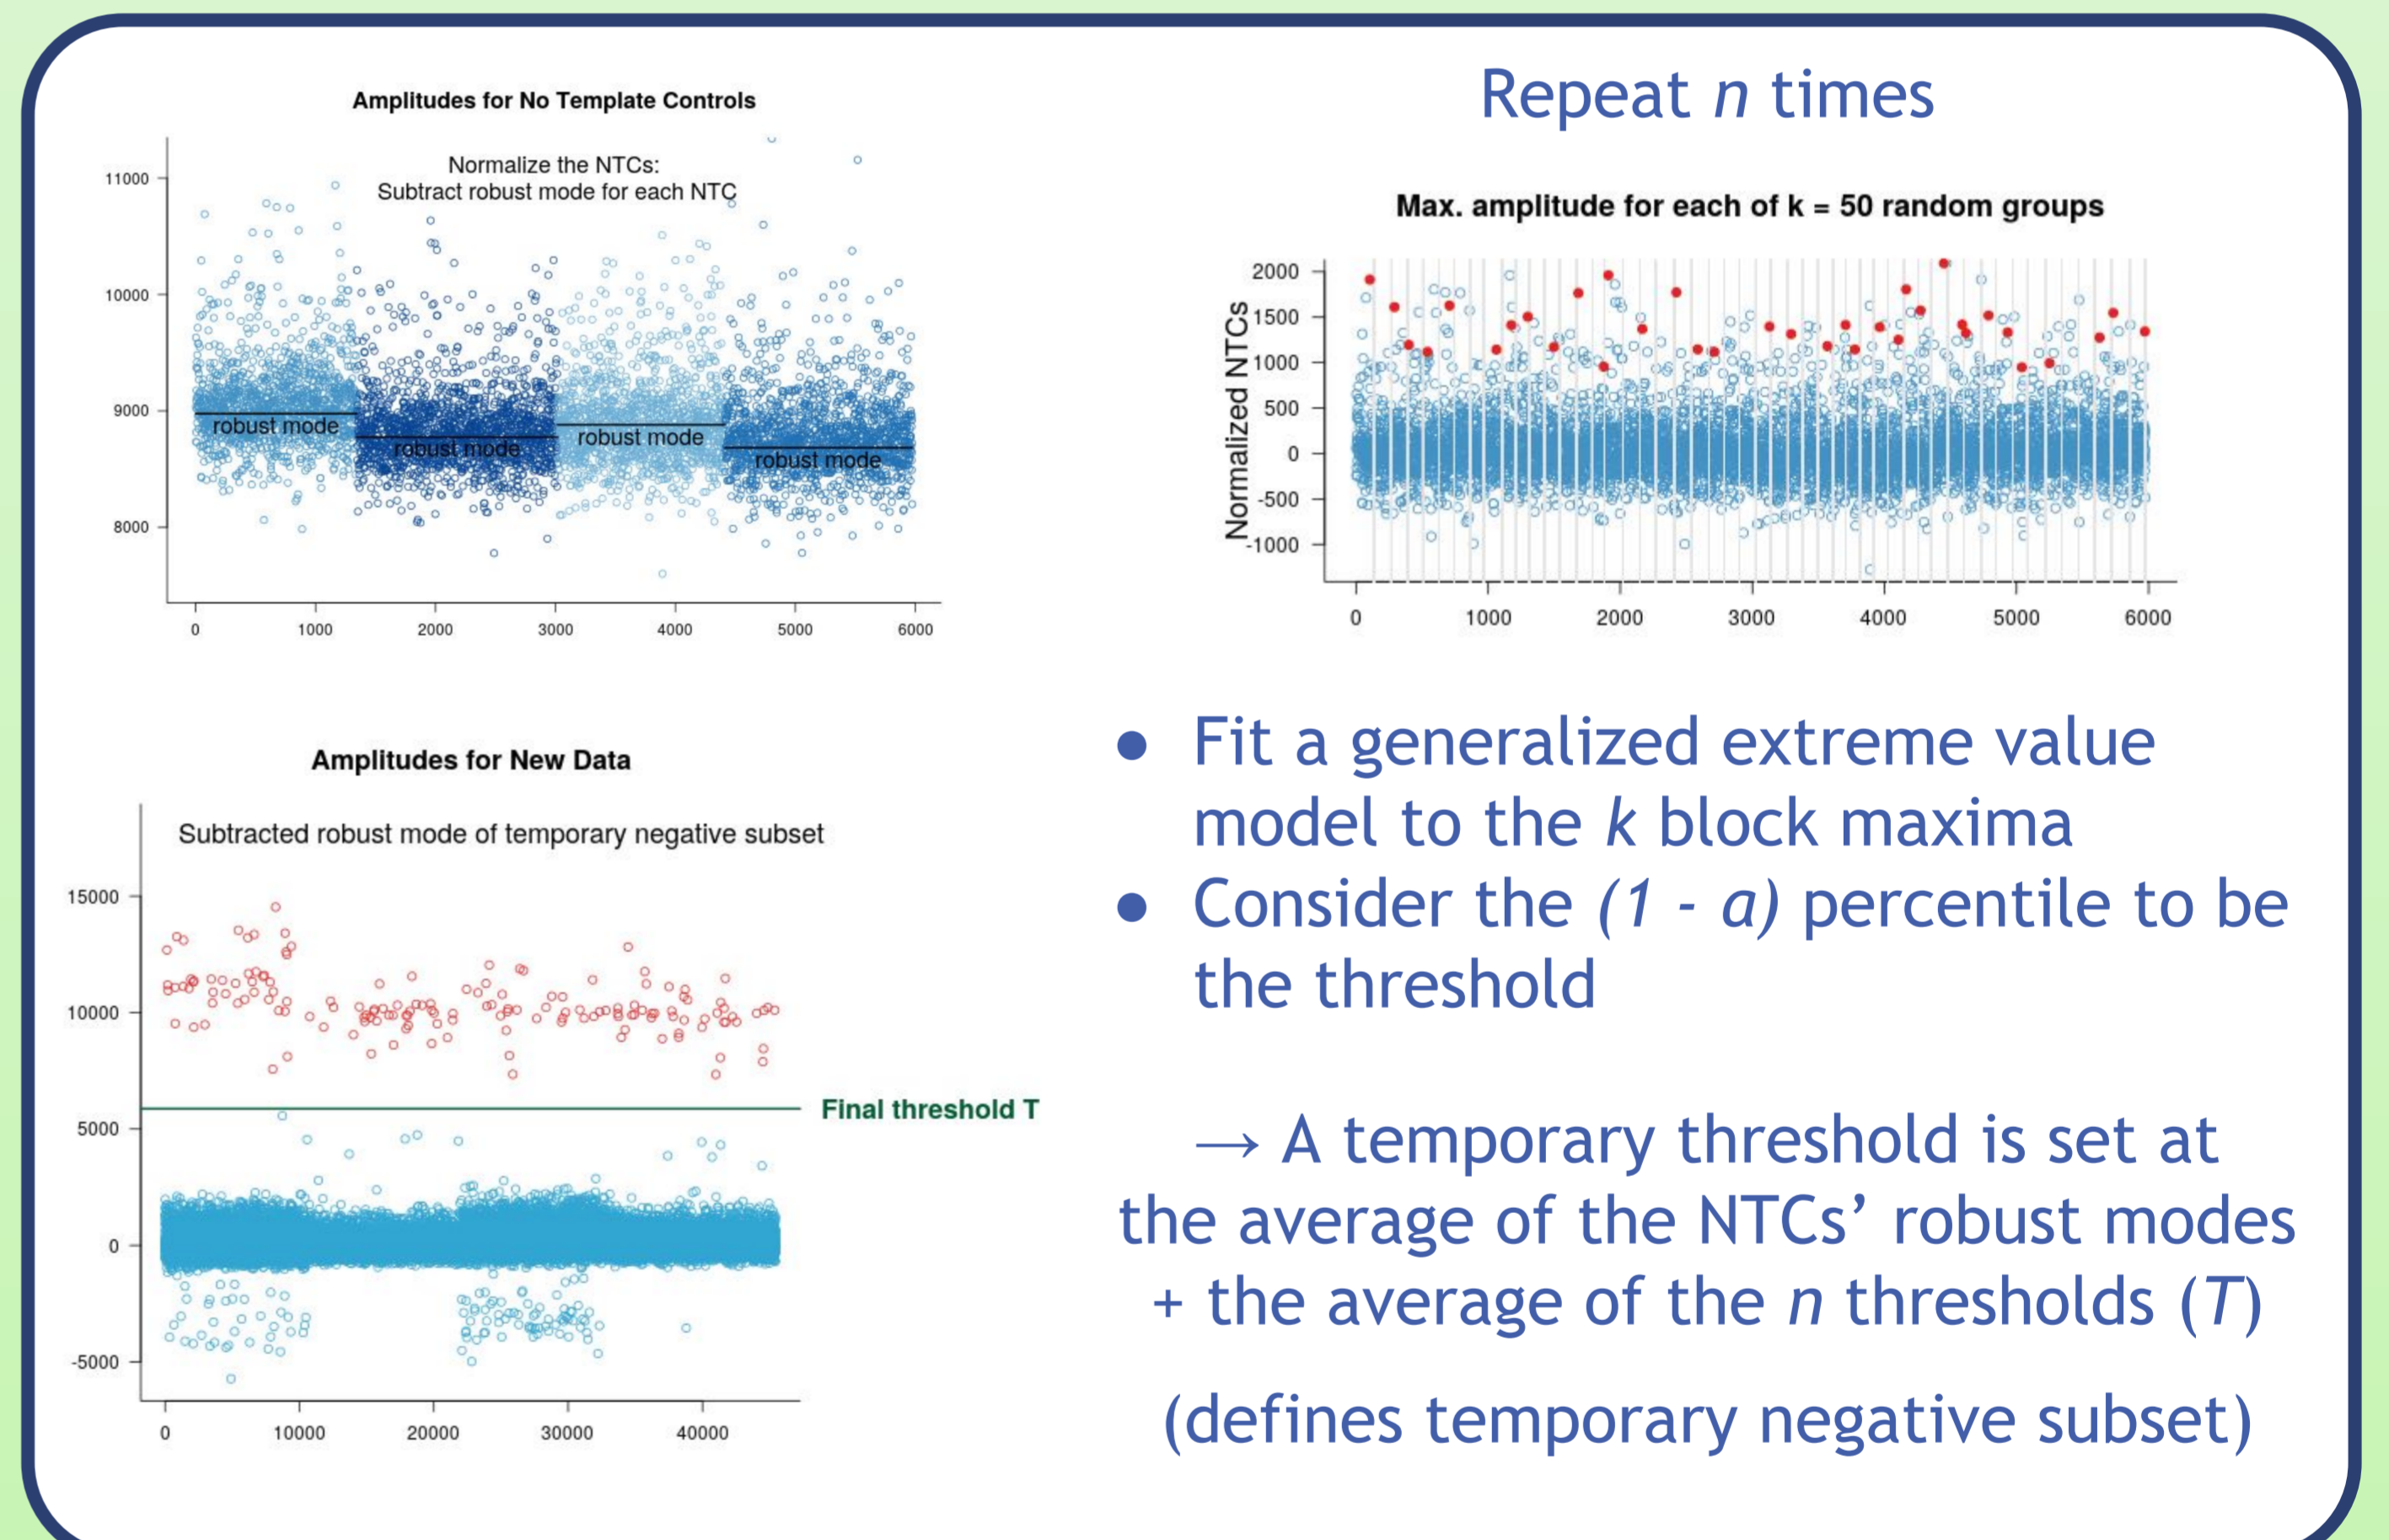 Amplitudes for No Template Controls
Normalize the NTCs:
Subtract robust mode for each NTC
11000
10000
9000
8000
robust mode
robust mode
robust mode
robust mode
0 1000 2000 3000 4000 5000 6000
Repeat n times
Max. amplitude for each of k = 50 random groups
Normalized NTCs
2000
1500
1000
500
0
-500
-1000
0 1000 2000 3000 4000 5000 6000
Amplitudes for New Data
Subtracted robust mode of temporary negative subset
15000
10000
5000
0
-5000
Final threshold T
0 10000 20000 30000 40000
● Fit a generalized extreme value
model to the k block maxima
● Consider the (1 - a) percentile to be
the threshold
→ A temporary threshold is set at
the average of the NTCs’ robust modes
+ the average of the n thresholds (T)
(defines temporary negative subset)